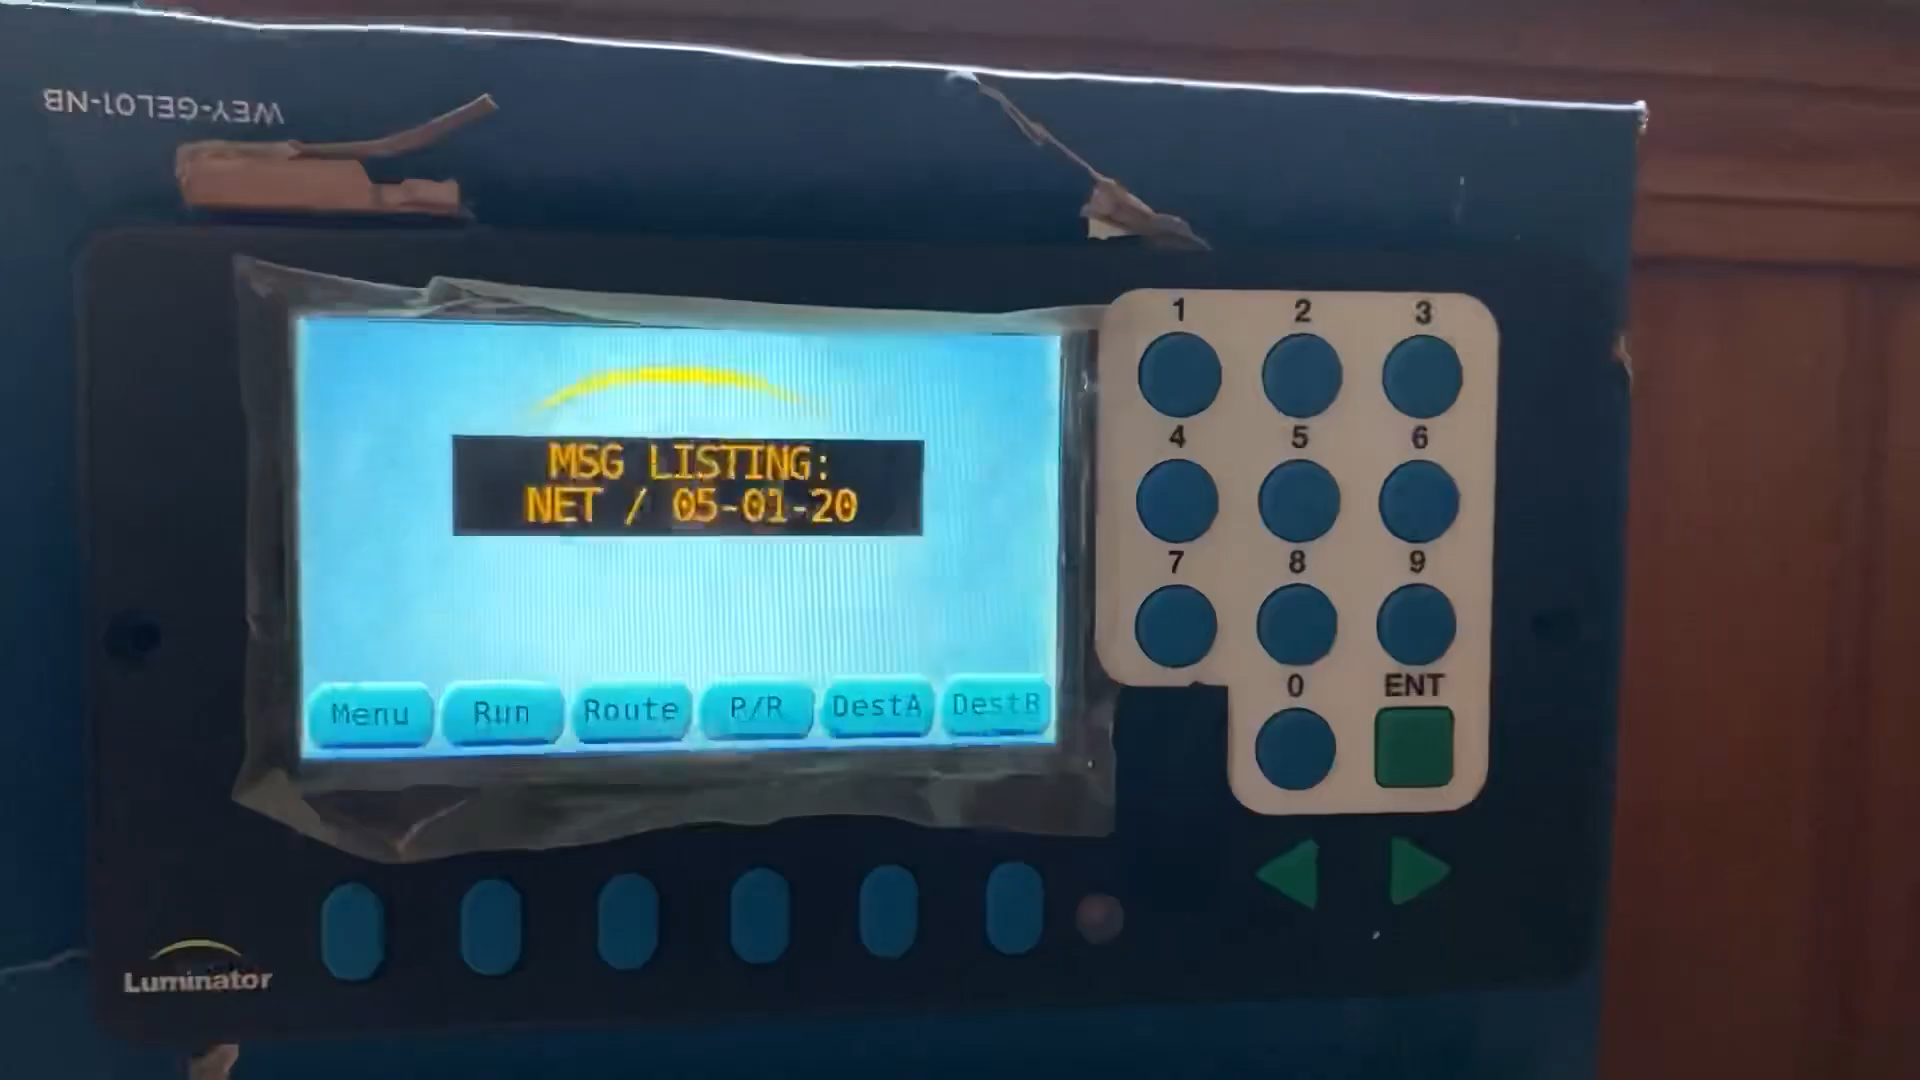 WEY-GEL01-NB
MSG LISTING:
NET / 05-01-20
Menu Run Route P/R DestA DestB
1 2 3
4 5 6
7 8 9
0 ENT
Luminator